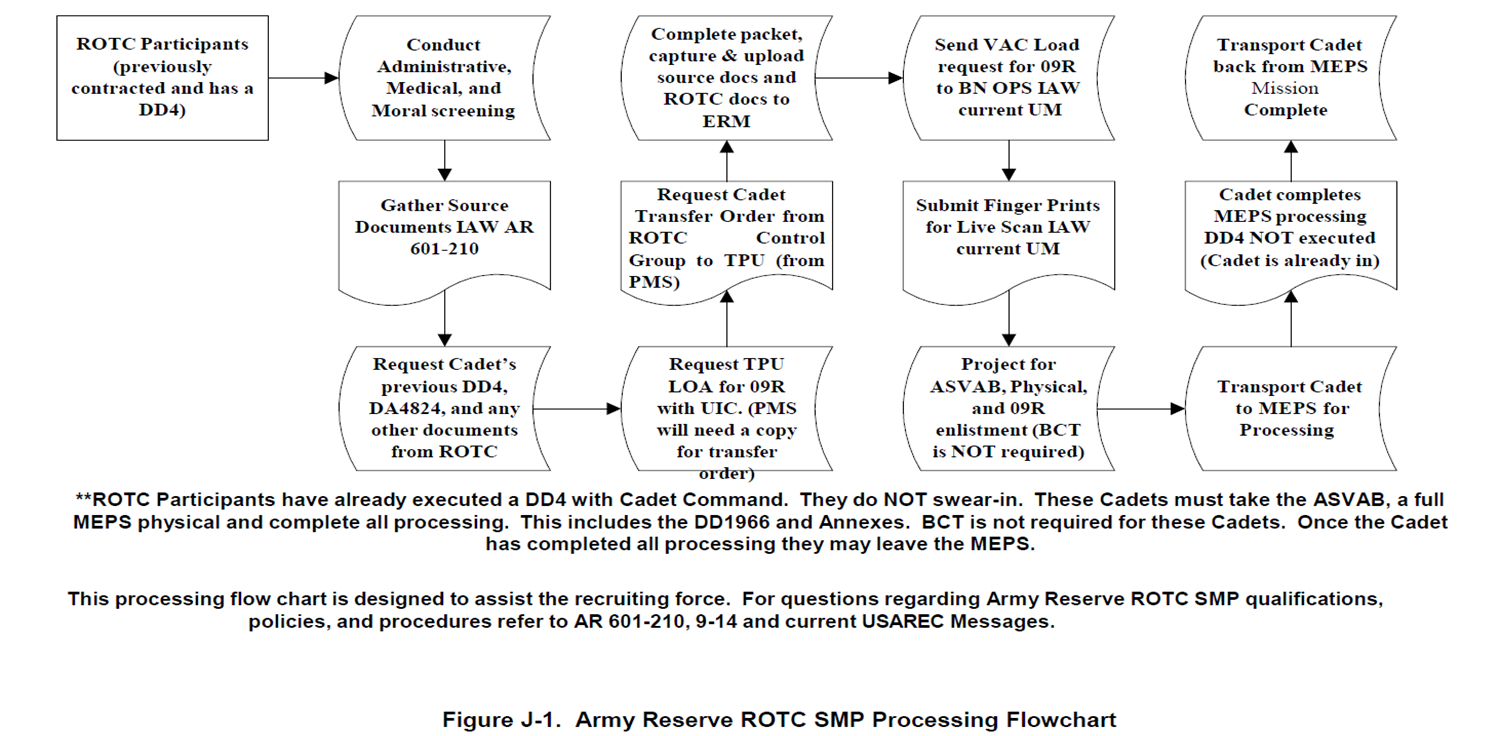 ROTC Participants
(previously
contracted and has a
DD4)
Conduct
Administrative,
Medical, and
Moral screening
Gather Source
Documents IAW AR
601-210
Request Cadet's
previous DD4,
DA4824, and any
other documents
from ROTC
Request TPU
LOA for 09R
with UIC. (PMS
will need a copy
for transfer
order)
Request Cadet
Transfer Order from
ROTC Control
Group to TPU (from
PMS)
Complete packet,
capture & upload
source docs and
ROTC docs to
ERM
Send VAC Load
request for 09R
to BN OPS IAW
current UM
Submit Finger Prints
for Live Scan IAW
current UM
Project for
ASVAB, Physical,
and 09R
enlistment (BCT
is NOT required)
Transport Cadet
to MEPS for
Processing
Cadet completes
MEPS processing
DD4 NOT executed
(Cadet is already in)
Transport Cadet
back from MEPS
Mission
Complete
**ROTC Participants have already executed a DD4 with Cadet Command. They do NOT swear-in. These Cadets must take the ASVAB, a full
MEPS physical and complete all processing. This includes the DD1966 and Annexes. BCT is not required for these Cadets. Once the Cadet
has completed all processing they may leave the MEPS.
This processing flow chart is designed to assist the recruiting force. For questions regarding Army Reserve ROTC SMP qualifications,
policies, and procedures refer to AR 601-210, 9-14 and current USAREC Messages.
Figure J-1. Army Reserve ROTC SMP Processing Flowchart